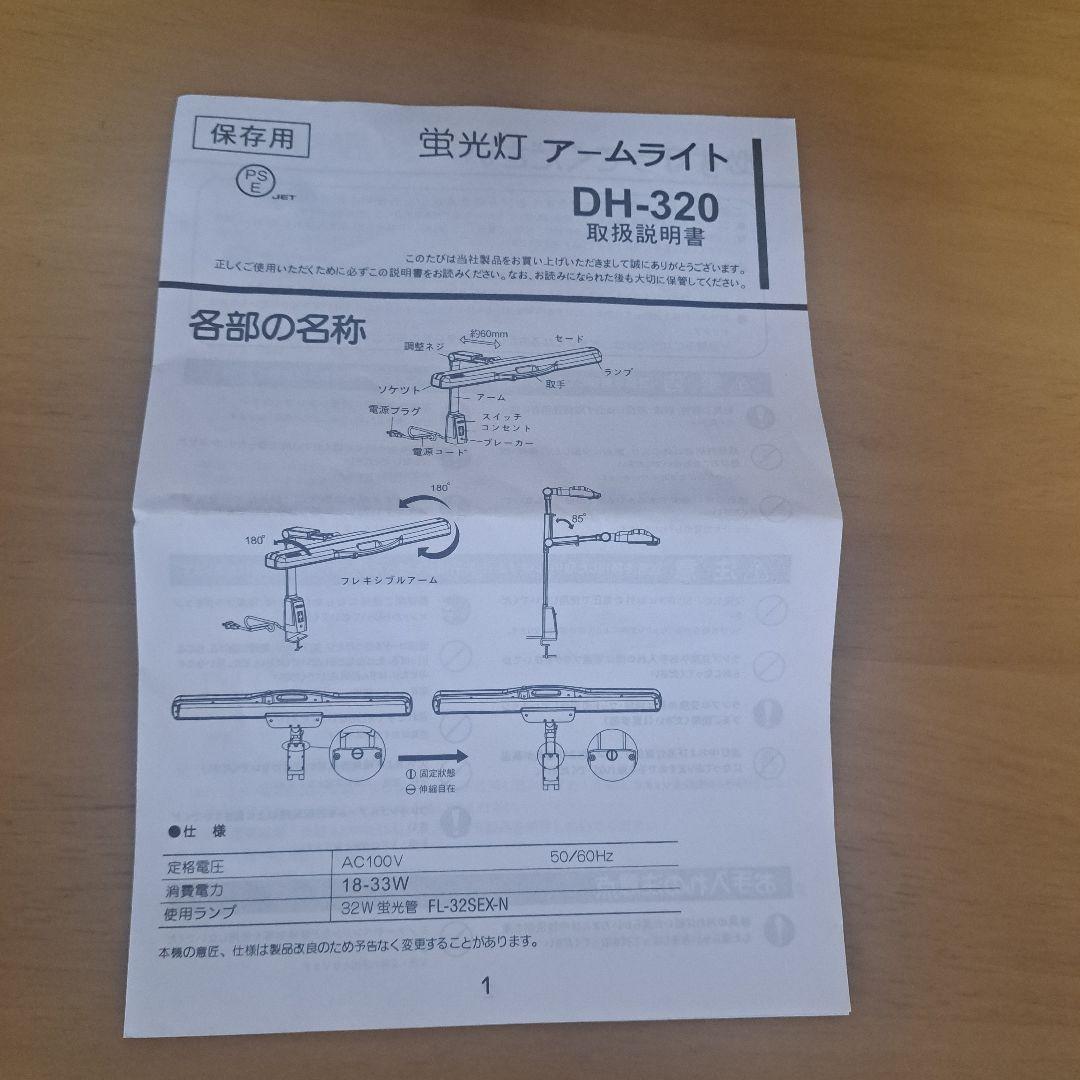 保存用
PS
E
JET
蛍光灯 アームライト
DH-320
取扱説明書
このたびは当社製品をお買い上げいただきまして誠にありがとうございます。
正しくご使用いただくために必ずこの説明書をお読みください。なお、お読みになられた後も大切に保管してください。
各部の名称
約60mm
調整ネジ
セード
ランプ
ソケット
取手
アーム
電源プラグ
スイッチ
コンセント
ブレーカー
電源コード
180°
180°
85°
フレキシブルアーム
固定狀態
伸縮自在
●仕 様
定格電圧 AC100V 50/60Hz
消費電力 18-33W
使用ランプ 32W 蛍光管 FL-32SEX-N
本機の意匠、仕様は製品改良のため予告なく変更することがあります。
1